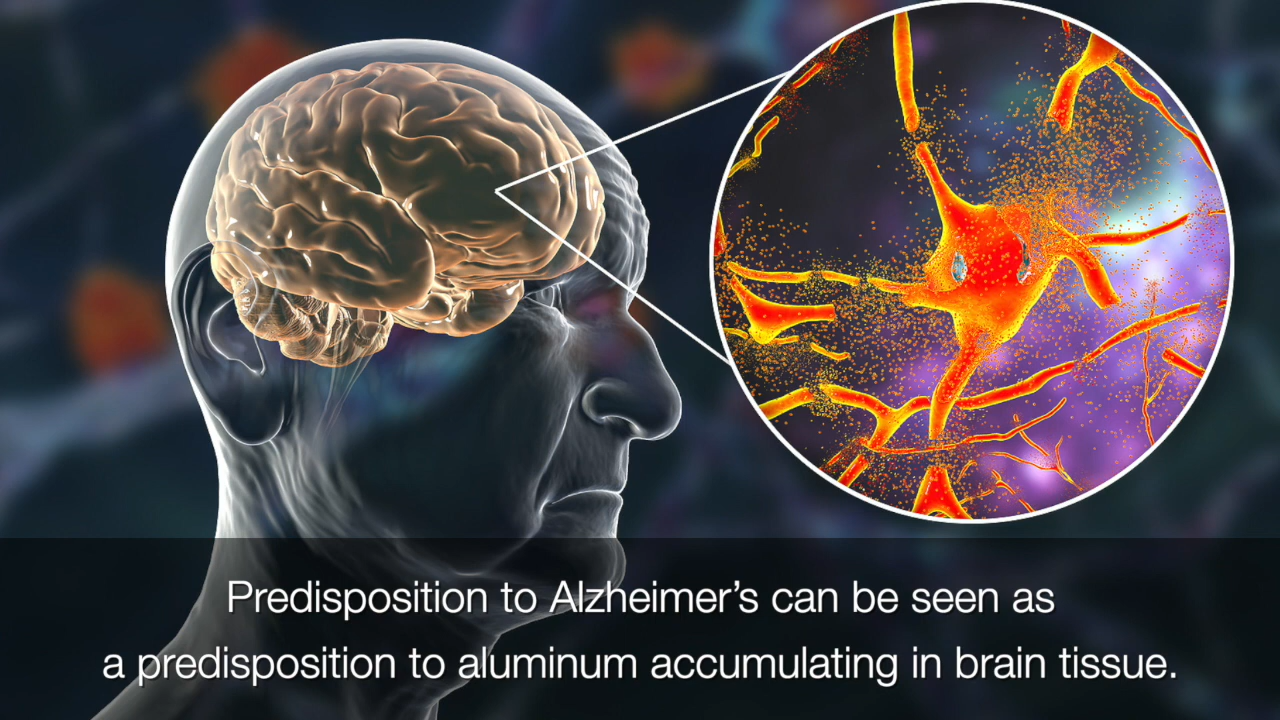 Predisposition to Alzheimer’s can be seen as
a predisposition to aluminum accumulating in brain tissue.